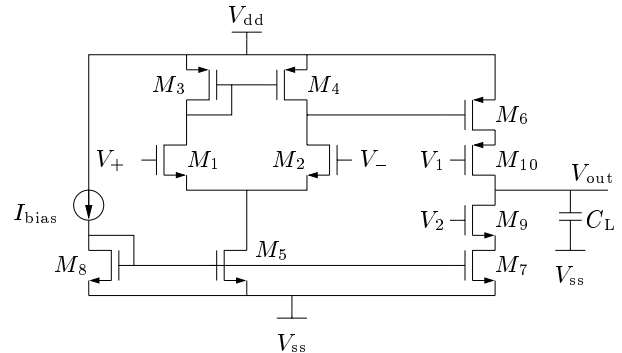 V_dd
M_3
M_4
M_6
V_+
M_1
M_2
V_−
V_1
M_10
V_out
I_bias
V_2
M_9
C_L
M_8
M_5
M_7
V_ss
V_ss